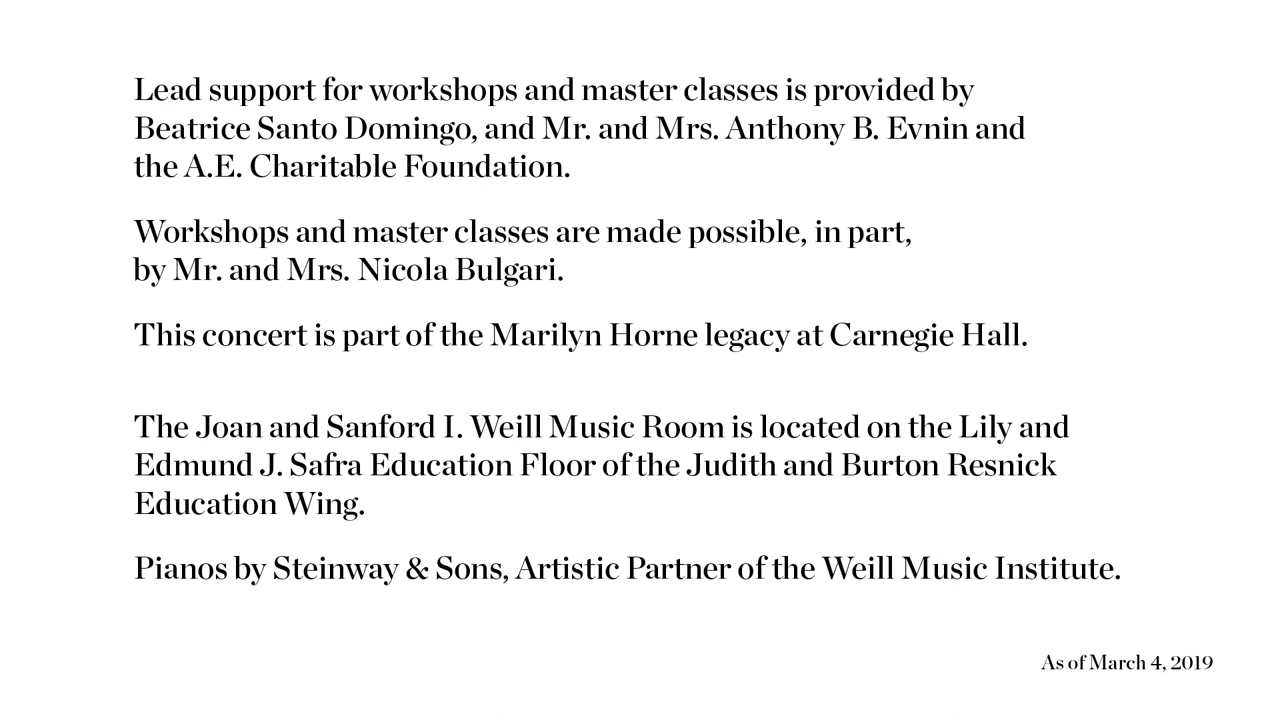 Lead support for workshops and master classes is provided by
Beatrice Santo Domingo, and Mr. and Mrs. Anthony B. Evnin and
the A.E. Charitable Foundation.
Workshops and master classes are made possible, in part,
by Mr. and Mrs. Nicola Bulgari.
This concert is part of the Marilyn Horne legacy at Carnegie Hall.
The Joan and Sanford I. Weill Music Room is located on the Lily and
Edmund J. Safra Education Floor of the Judith and Burton Resnick
Education Wing.
Pianos by Steinway & Sons, Artistic Partner of the Weill Music Institute.
As of March 4, 2019